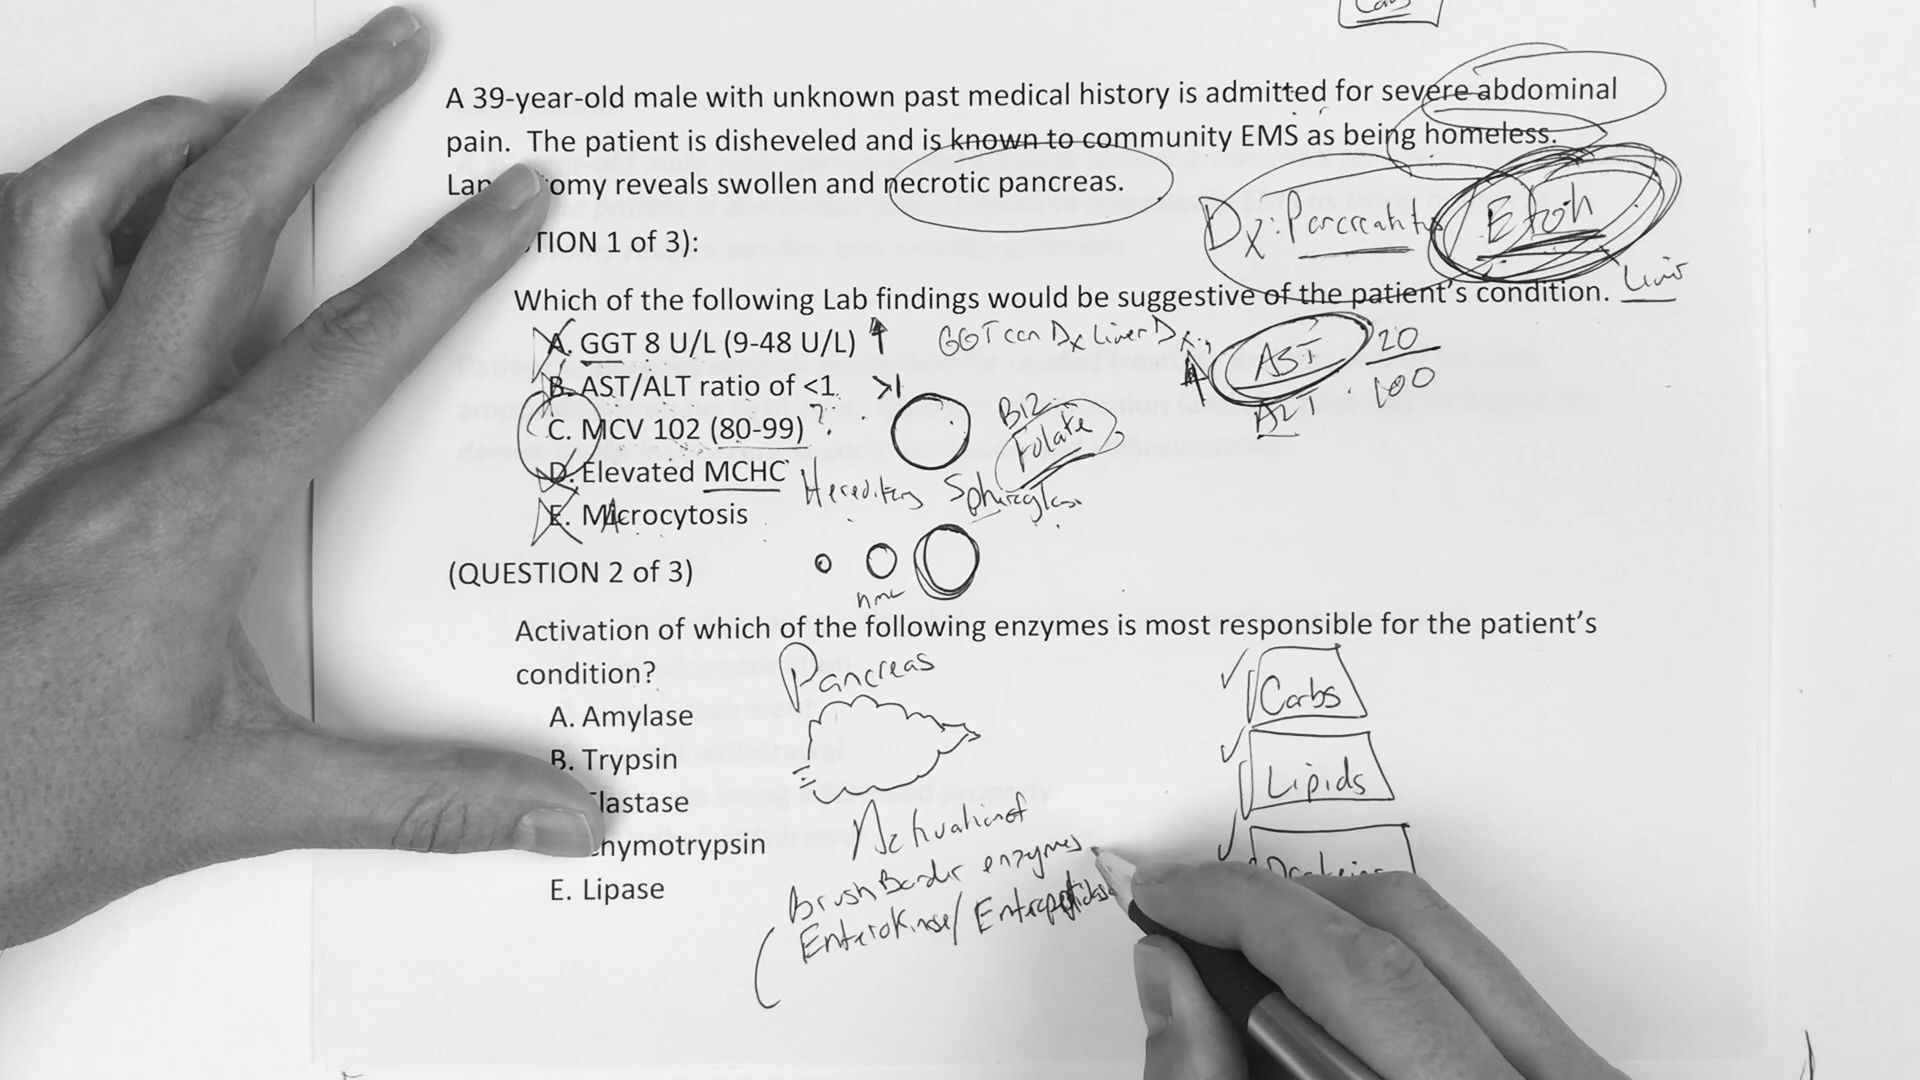 Carbs
A 39-year-old male with unknown past medical history is admitted for severe abdominal
pain. The patient is disheveled and is known to community EMS as being homeless.
Lap omy reveals swollen and necrotic pancreas.
Dx: Pancreatitis Etoh
Liver
TION 1 of 3):
Which of the following Lab findings would be suggestive of the patient's condition.
A. GGT 8 U/L (9-48 U/L) ↑ GGT can Dx Liver Dx.,
↑ AST 20
ALT 100
B. AST/ALT ratio of <1 >1
B12
C. MCV 102 (80-99) ? Folate
D. Elevated MCHC Hereditary
E. MAcrocytosis
(QUESTION 2 of 3)
Activation of which of the following enzymes is most responsible for the patient's
condition? Pancreas
✓ Carbs
A. Amylase
B. Trypsin
✓ Lipids
lastase
Activation of
hymotrypsin
✓ Proteins
E. Lipase
Brush Border enzymes
Enterokinase/ Enteropeptidase